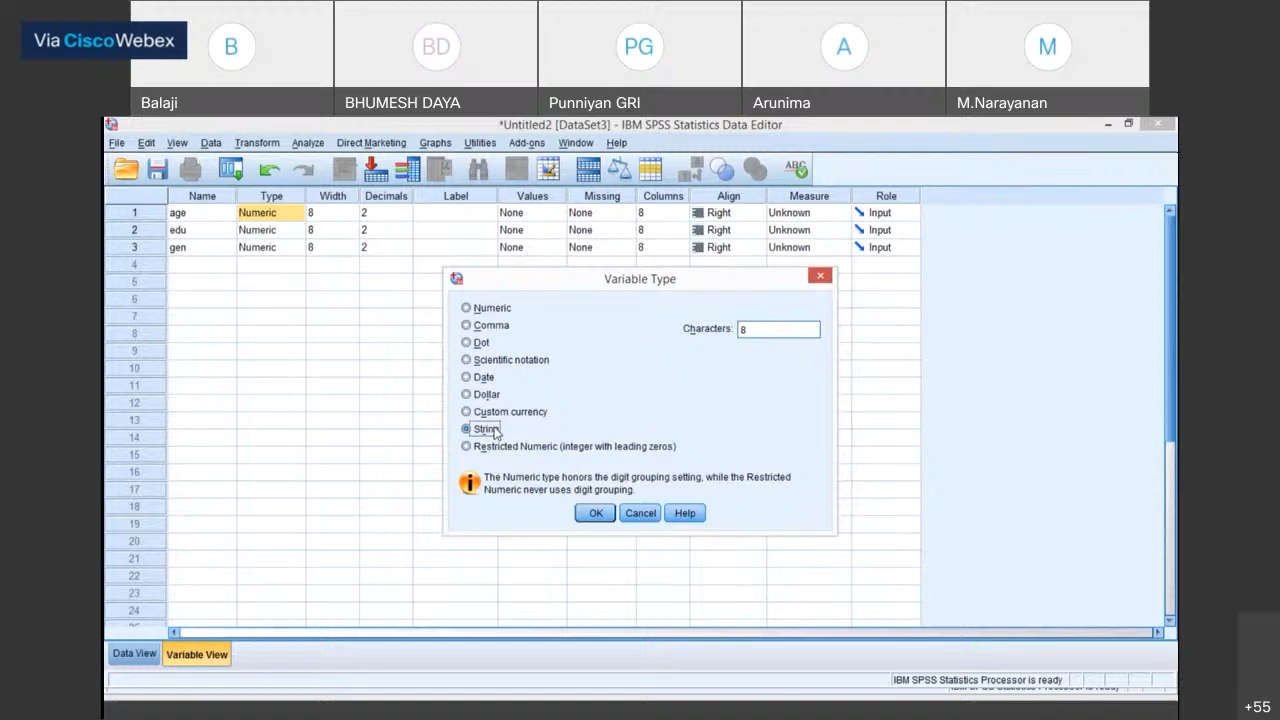 Via CiscoWebex
B
BD
PG
A
M
Balaji
BHUMESH DAYA
Punniyan GRI
Arunima
M.Narayanan
*Untitled2 [DataSet3] - IBM SPSS Statistics Data Editor
File Edit View Data Transform Analyze Direct Marketing Graphs Utilities Add-ons Window Help
ABC
Name Type Width Decimals Label Values Missing Columns Align Measure Role
1 age Numeric 8 2 None None 8 Right Unknown Input
2 edu Numeric 8 2 None None 8 Right Unknown Input
3 gen Numeric 8 2 None None 8 Right Unknown Input
4
5
6
7
8
9
10
11
12
13
14
15
16
17
18
19
20
21
22
23
24
Variable Type
Numeric
Comma
Dot
Scientific notation
Date
Dollar
Custom currency
String
Restricted Numeric (integer with leading zeros)
Characters: 8
The Numeric type honors the digit grouping setting, while the Restricted
Numeric never uses digit grouping.
OK Cancel Help
Data View Variable View
IBM SPSS Statistics Processor is ready
+55